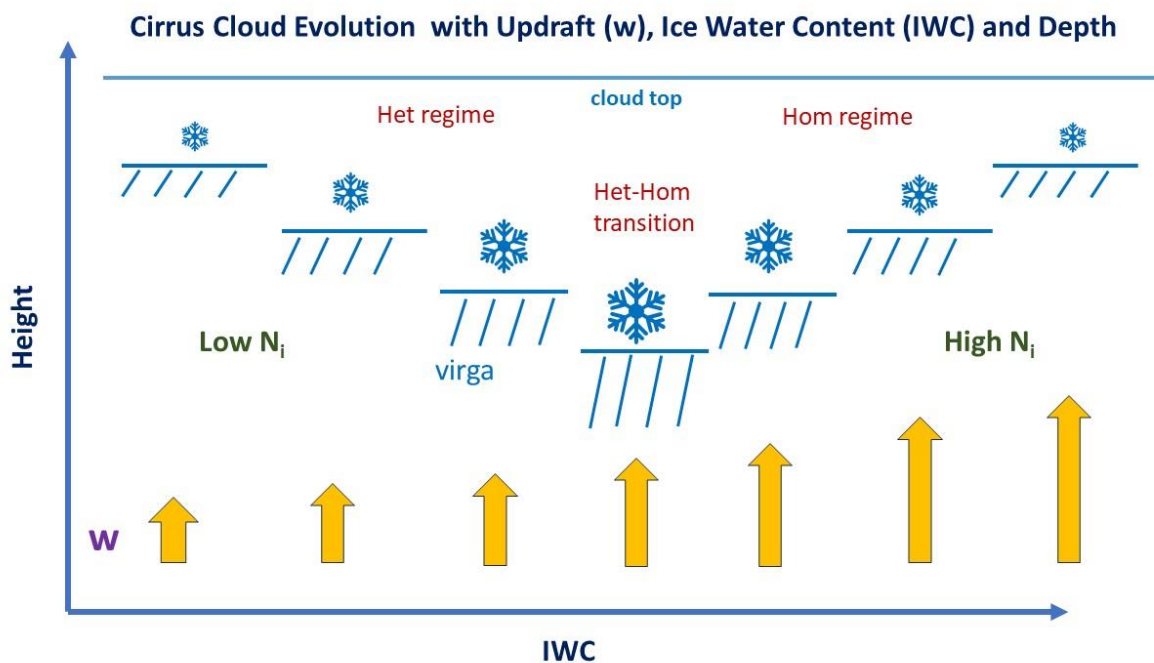 Cirrus Cloud Evolution with Updraft (w), Ice Water Content (IWC) and Depth
cloud top
Het regime
Hom regime
Het-Hom
transition
Height
Low Ni
High Ni
virga
w
IWC